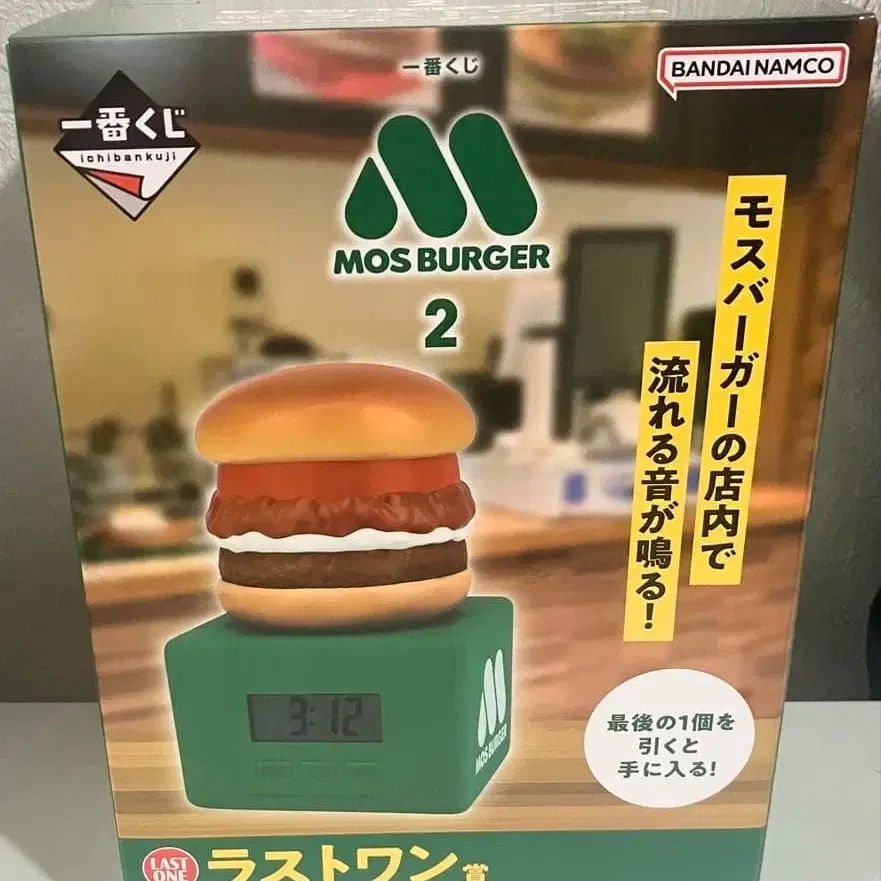 一番くじ
ichibankuji
一番くじ
BANDAI NAMCO
MOS BURGER
2
モスバーガーの店内で
流れる音が鳴る!
3:12
MOS BURGER
最後の1個を
引くと
手に入る!
LAST
ONE
ラストワン賞